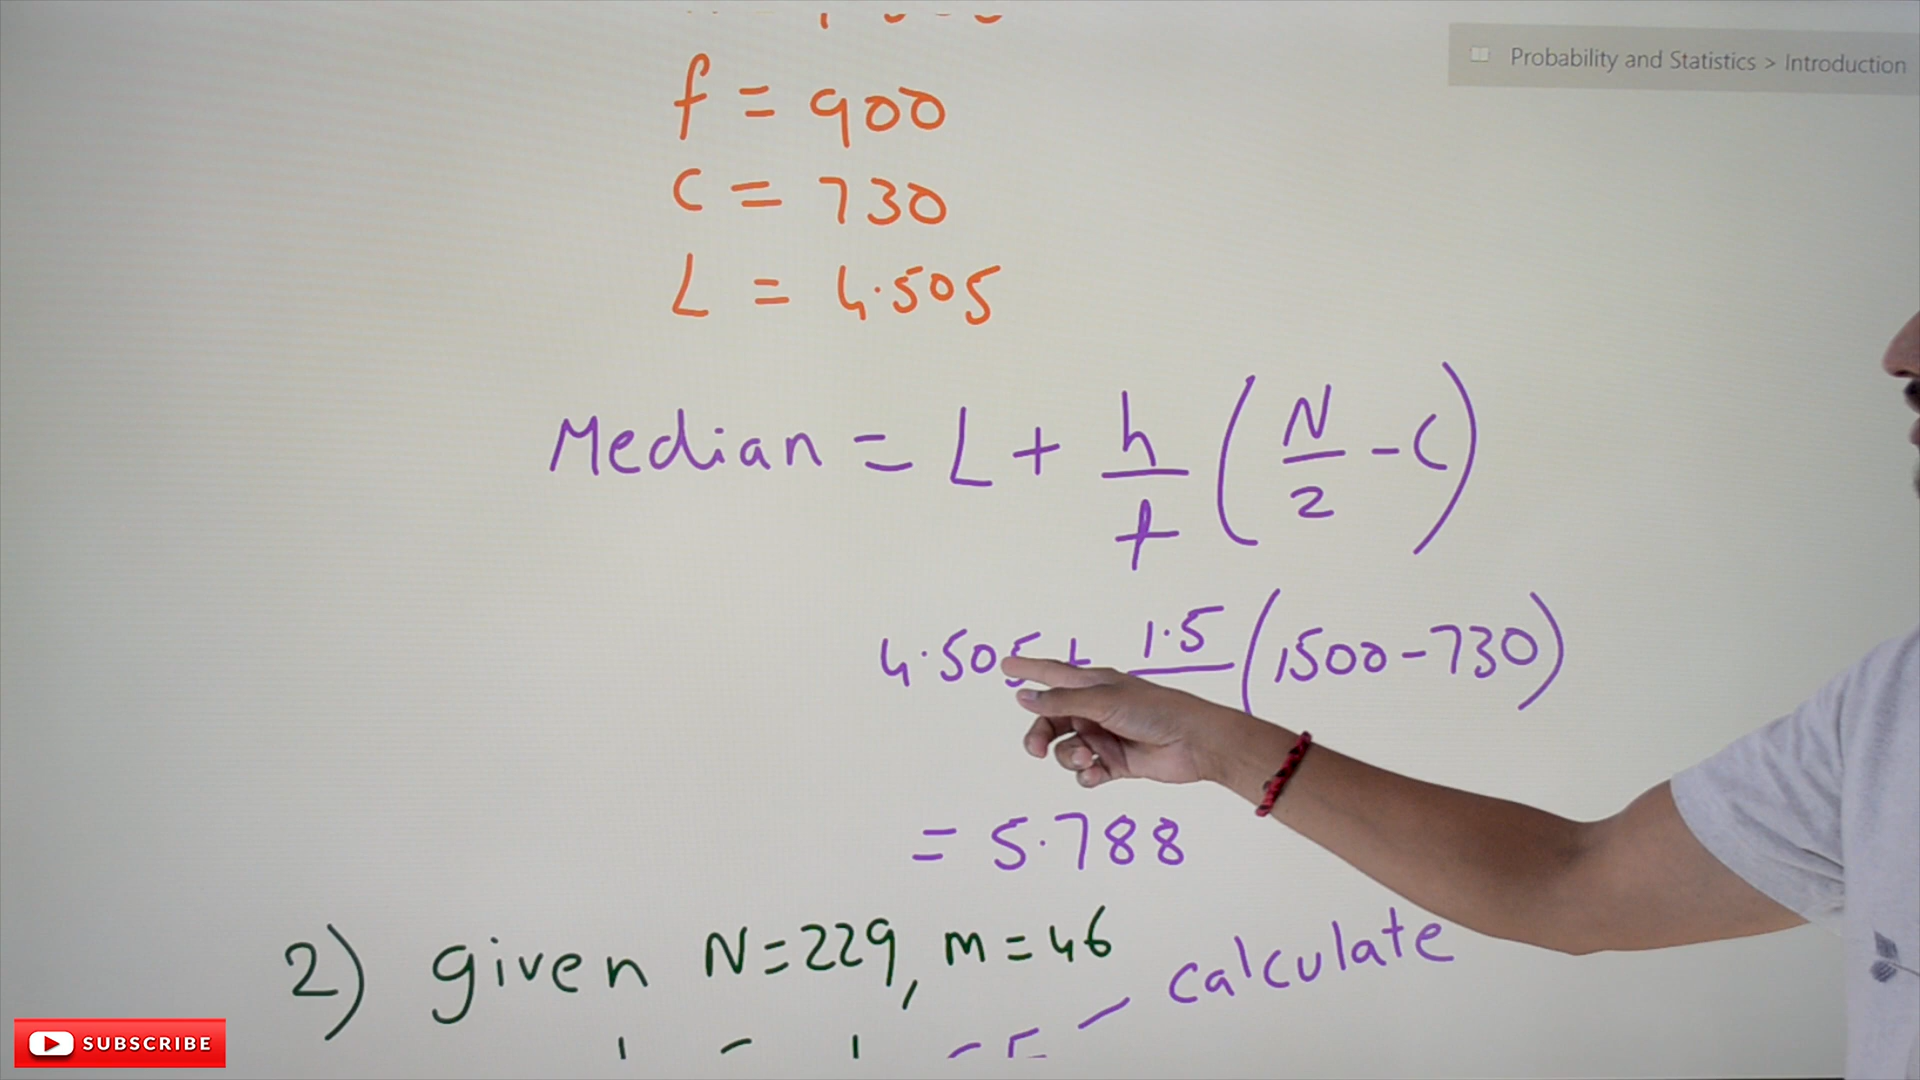 Probability and Statistics > Introduction
f = 900
C = 730
L = 4.505
Median = L + h/f (N/2 - C)
4.505 + 1.5 (1500 - 730)
= 5.788
2) given N = 229, m = 46
calculate
SUBSCRIBE